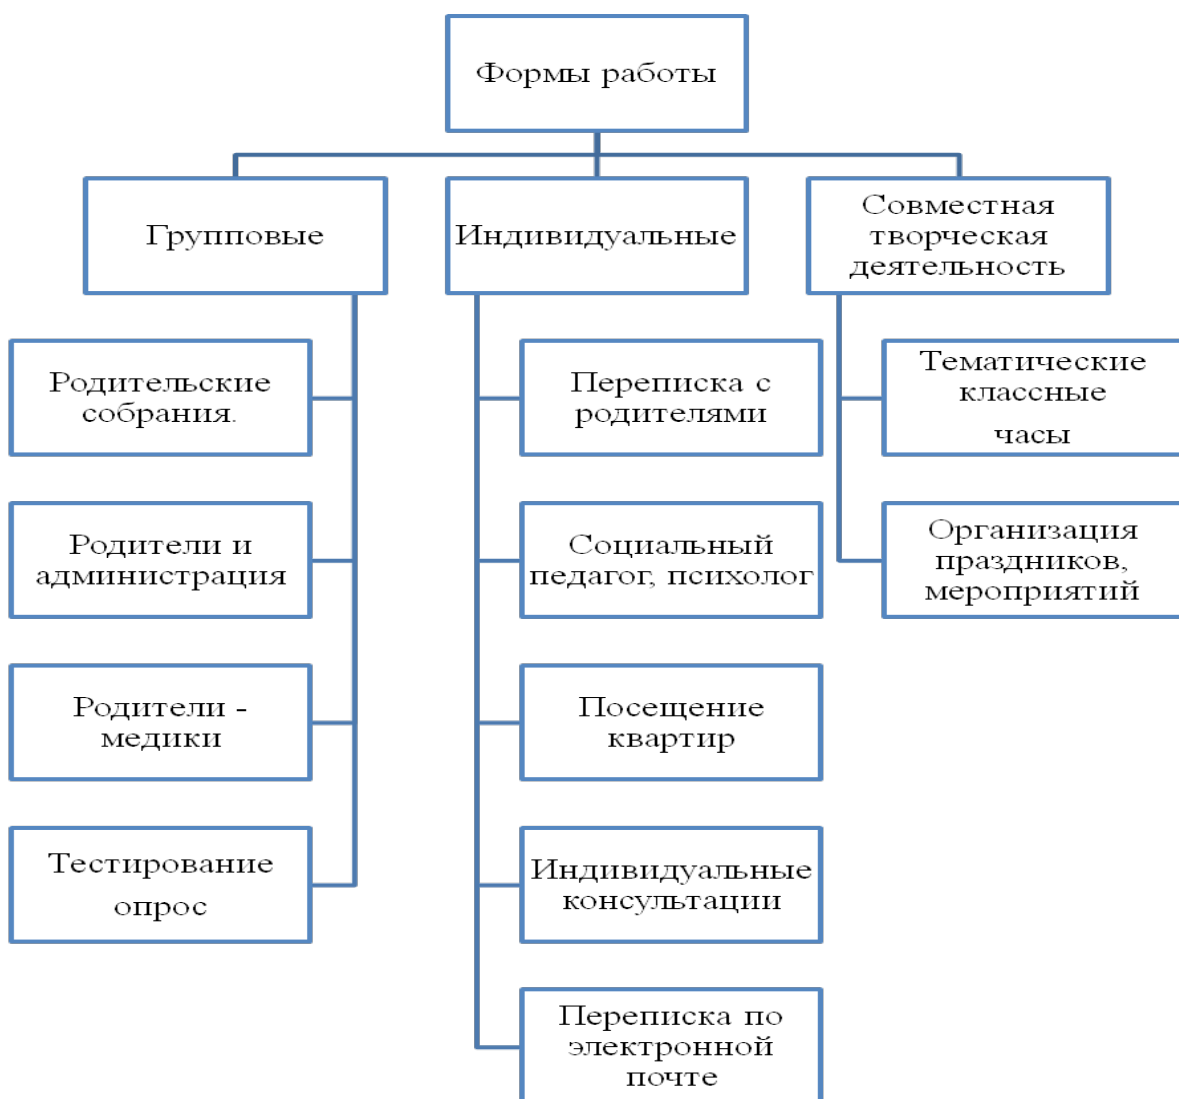 Формы работы
Групповые
Индивидуальные
Совместная
творческая
деятельность
Родительские
собрания.
Родители и
администрация
Родители -
медики
Тестирование
опрос
Переписка с
родителями
Социальный
педагог, психолог
Посещение
квартир
Индивидуальные
консультации
Переписка по
электронной
почте
Тематические
классные
часы
Организация
праздников,
мероприятий